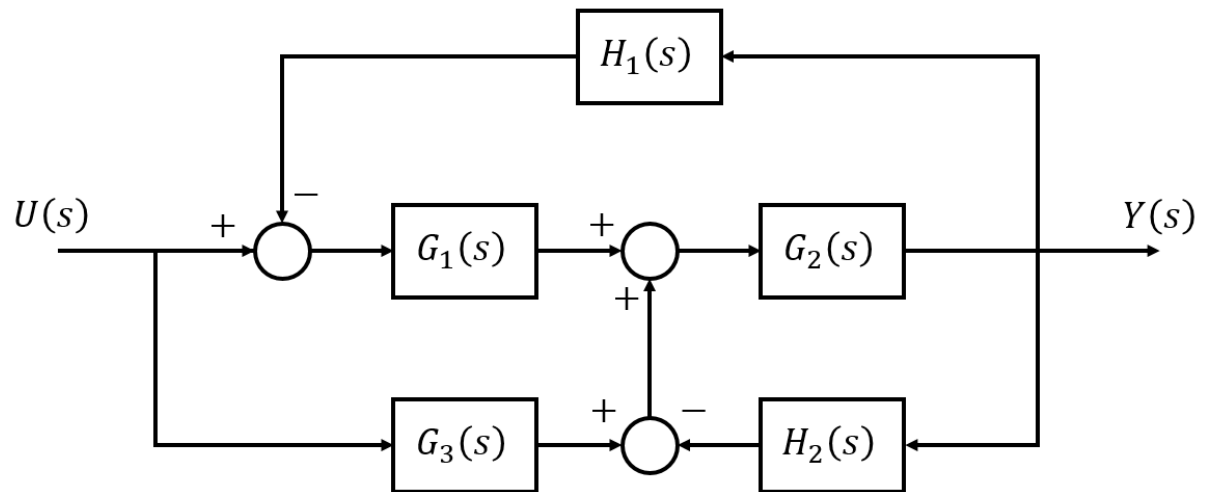 H₁(s)
−
U(s) + G₁(s) + G₂(s) Y(s)
+
G₃(s) + − H₂(s)